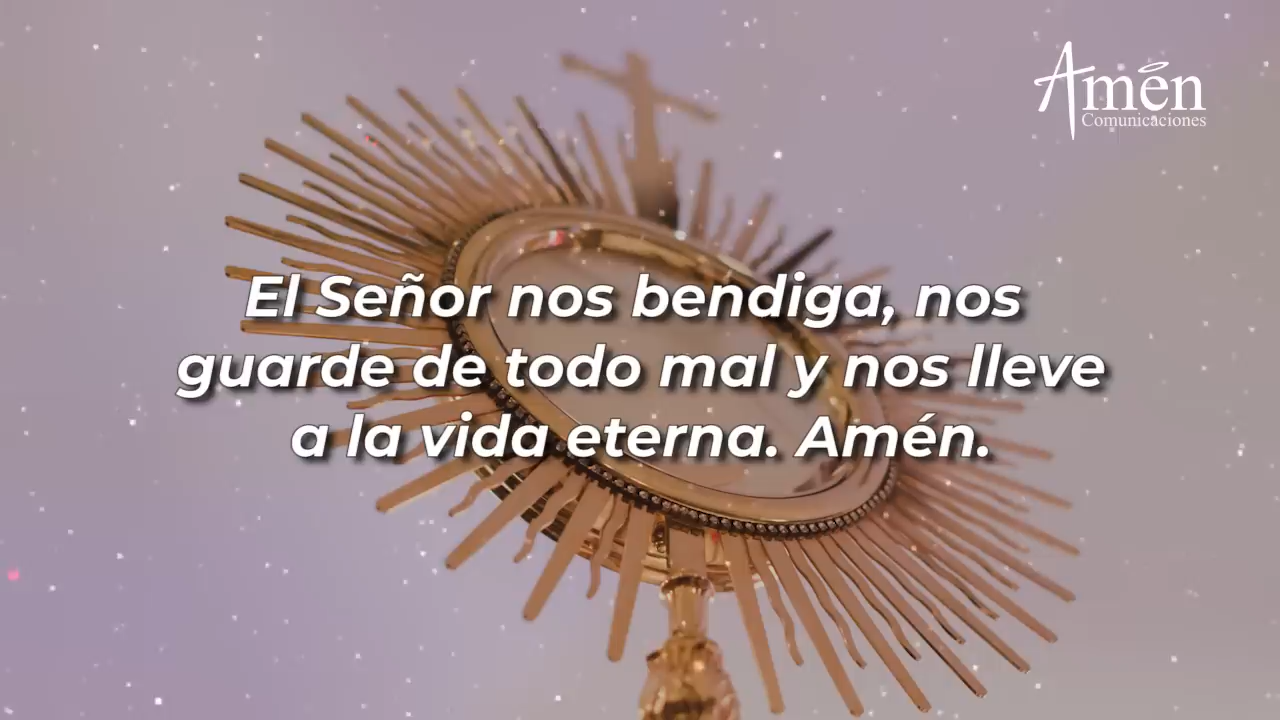 Amén
Comunicaciones
El Señor nos bendiga, nos
guarde de todo mal y nos lleve
a la vida eterna. Amén.